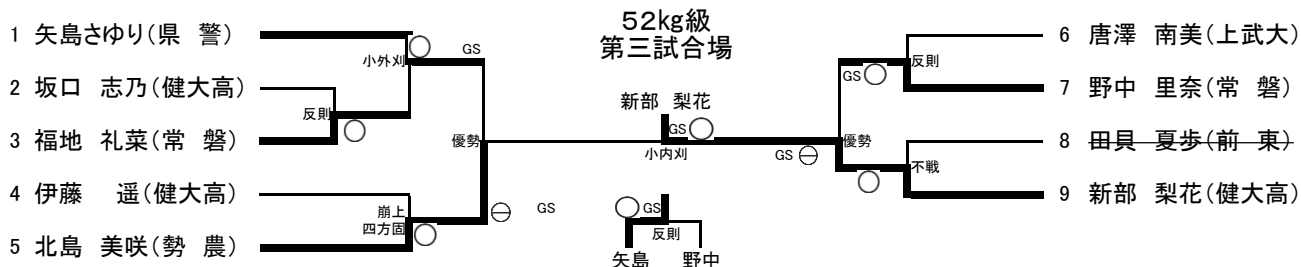 52kg級
第三試合場
1 矢島さゆり(県 警)
2 坂口 志乃(健大高)
3 福地 礼菜(常 磐)
4 伊藤 遥(健大高)
5 北島 美咲(勢 農)
小外刈
GS
反則
優勢
崩上
四方固
GS
新部 梨花
GS
小内刈
GS
反則
矢島 野中
GS
優勢
GS
反則
不戦
6 唐澤 南美(上武大)
7 野中 里奈(常 磐)
8 田貝 夏歩(前 東)
9 新部 梨花(健大高)